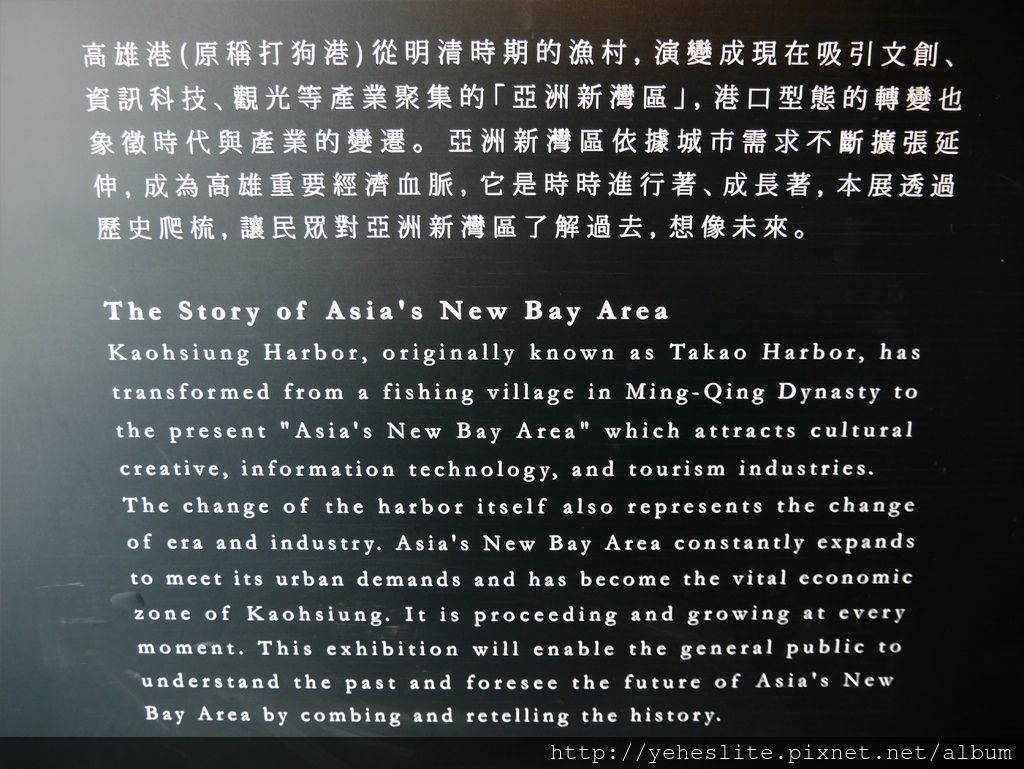 高雄港(原稱打狗港)從明清時期的漁村,演變成現在吸引文創、
資訊科技、觀光等產業聚集的「亞洲新灣區」,港口型態的轉變也
象徵時代與產業的變遷。亞洲新灣區依據城市需求不斷擴張延
伸,成為高雄重要經濟血脈,它是時時進行著、成長著,本展透過
歷史爬梳,讓民眾對亞洲新灣區了解過去,想像未來。
The Story of Asia's New Bay Area
Kaohsiung Harbor, originally known as Takao Harbor, has
transformed from a fishing village in Ming-Qing Dynasty to
the present "Asia's New Bay Area" which attracts cultural
creative, information technology, and tourism industries.
The change of the harbor itself also represents the change
of era and industry. Asia's New Bay Area constantly expands
to meet its urban demands and has become the vital economic
zone of Kaohsiung. It is proceeding and growing at every
moment. This exhibition will enable the general public to
understand the past and foresee the future of Asia's New
Bay Area by combing and retelling the history.
http://yeheslite.pixnet.net/album